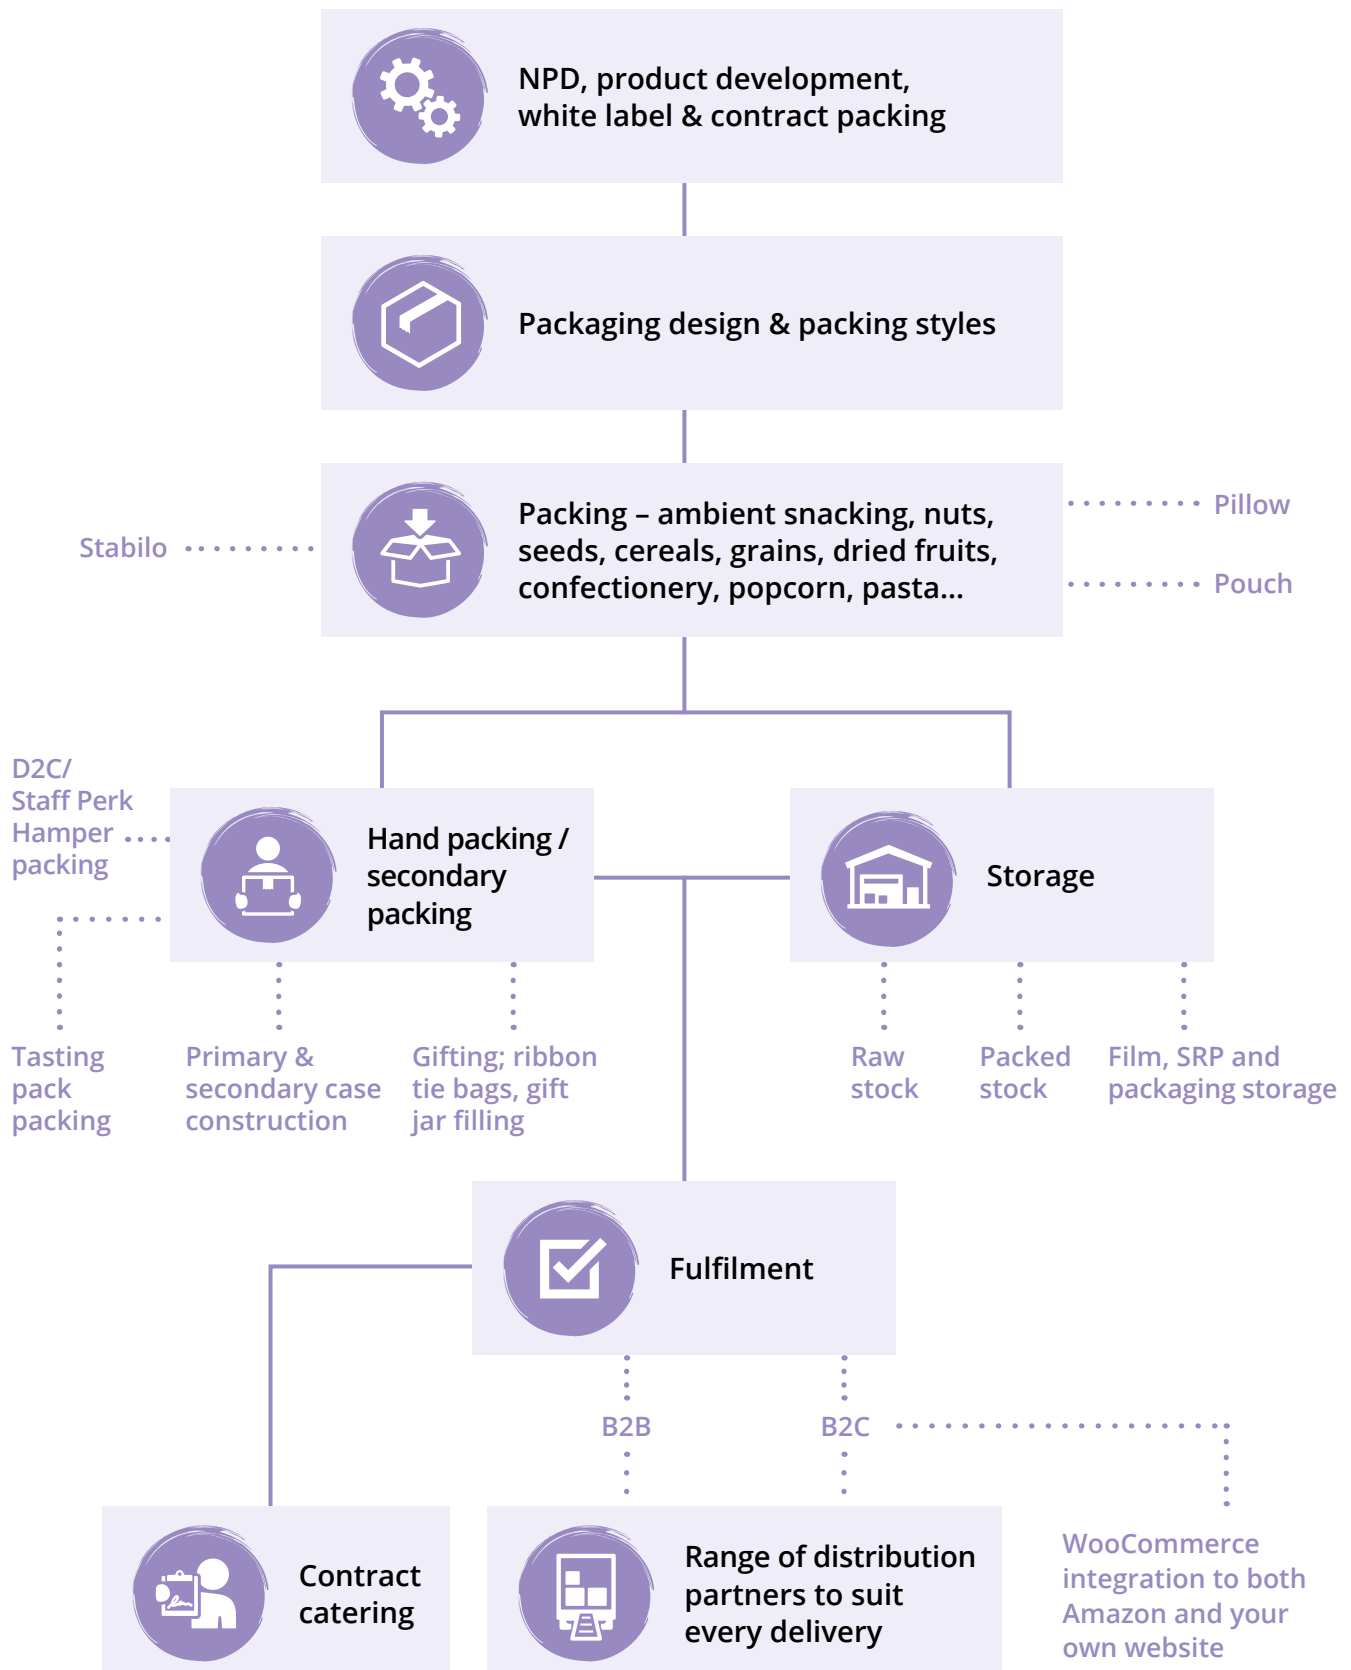 NPD, product development,
white label & contract packing
Packaging design & packing styles
Packing – ambient snacking, nuts,
seeds, cereals, grains, dried fruits,
confectionery, popcorn, pasta...
Stabilo
Pillow
Pouch
D2C/
Staff Perk
Hamper
packing
Hand packing /
secondary
packing
Storage
Tasting
pack
packing
Primary &
secondary case
construction
Gifting; ribbon
tie bags, gift
jar filling
Raw
stock
Packed
stock
Film, SRP and
packaging storage
Fulfilment
B2B
B2C
Contract
catering
Range of distribution
partners to suit
every delivery
WooCommerce
integration to both
Amazon and your
own website